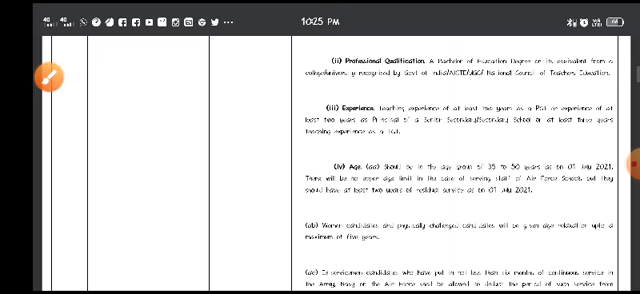 4G 4G 10:25 PM
(ii) Professional Qualification. A Bachelor of Education Degree or its equivalent from a
college/university recognised by Govt of India/AICTE/UGC/ National Council of Teachers Education.
(iii) Experience. Teaching experience of at least two years as a PGT or experience of at
least two years as Principal of a Senior Secondary/Secondary School or at least three years
teaching experience as a TGT.
(iv) Age. (aa) Should be in the age group of 35 to 50 years as on 01 July 2021.
There will be no upper age limit in the case of serving staff of Air Force Schools but they
should have at least two years of residual service as on 01 July 2021.
(ab) Women candidates and physically challenged candidates will be given age relaxation upto a
maximum of five years.
(ac) Ex-servicemen candidates who have put in not less than six months of continuous service in
the Army, Navy or the Air Force shall be allowed to deduct the period of such service from